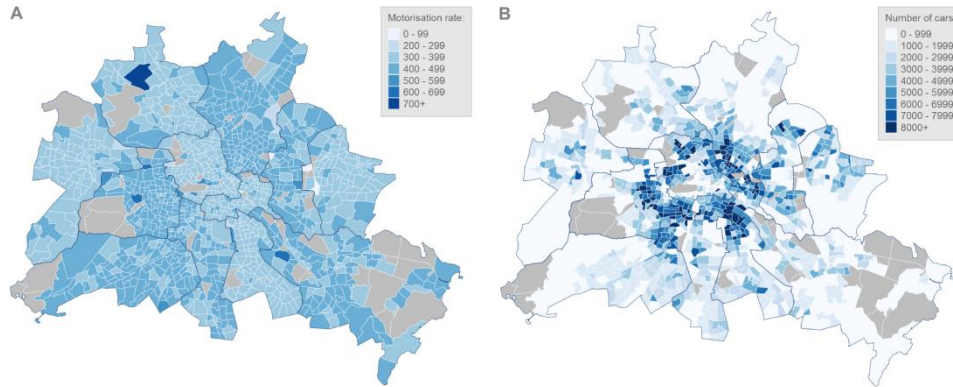 A
Motorisation rate:
0 - 99
200 - 299
300 - 399
400 - 499
500 - 599
600 - 699
700+
B
Number of cars
0 - 999
1000 - 1999
2000 - 2999
3000 - 3999
4000 - 4999
5000 - 5999
6000 - 6999
7000 - 7999
8000+